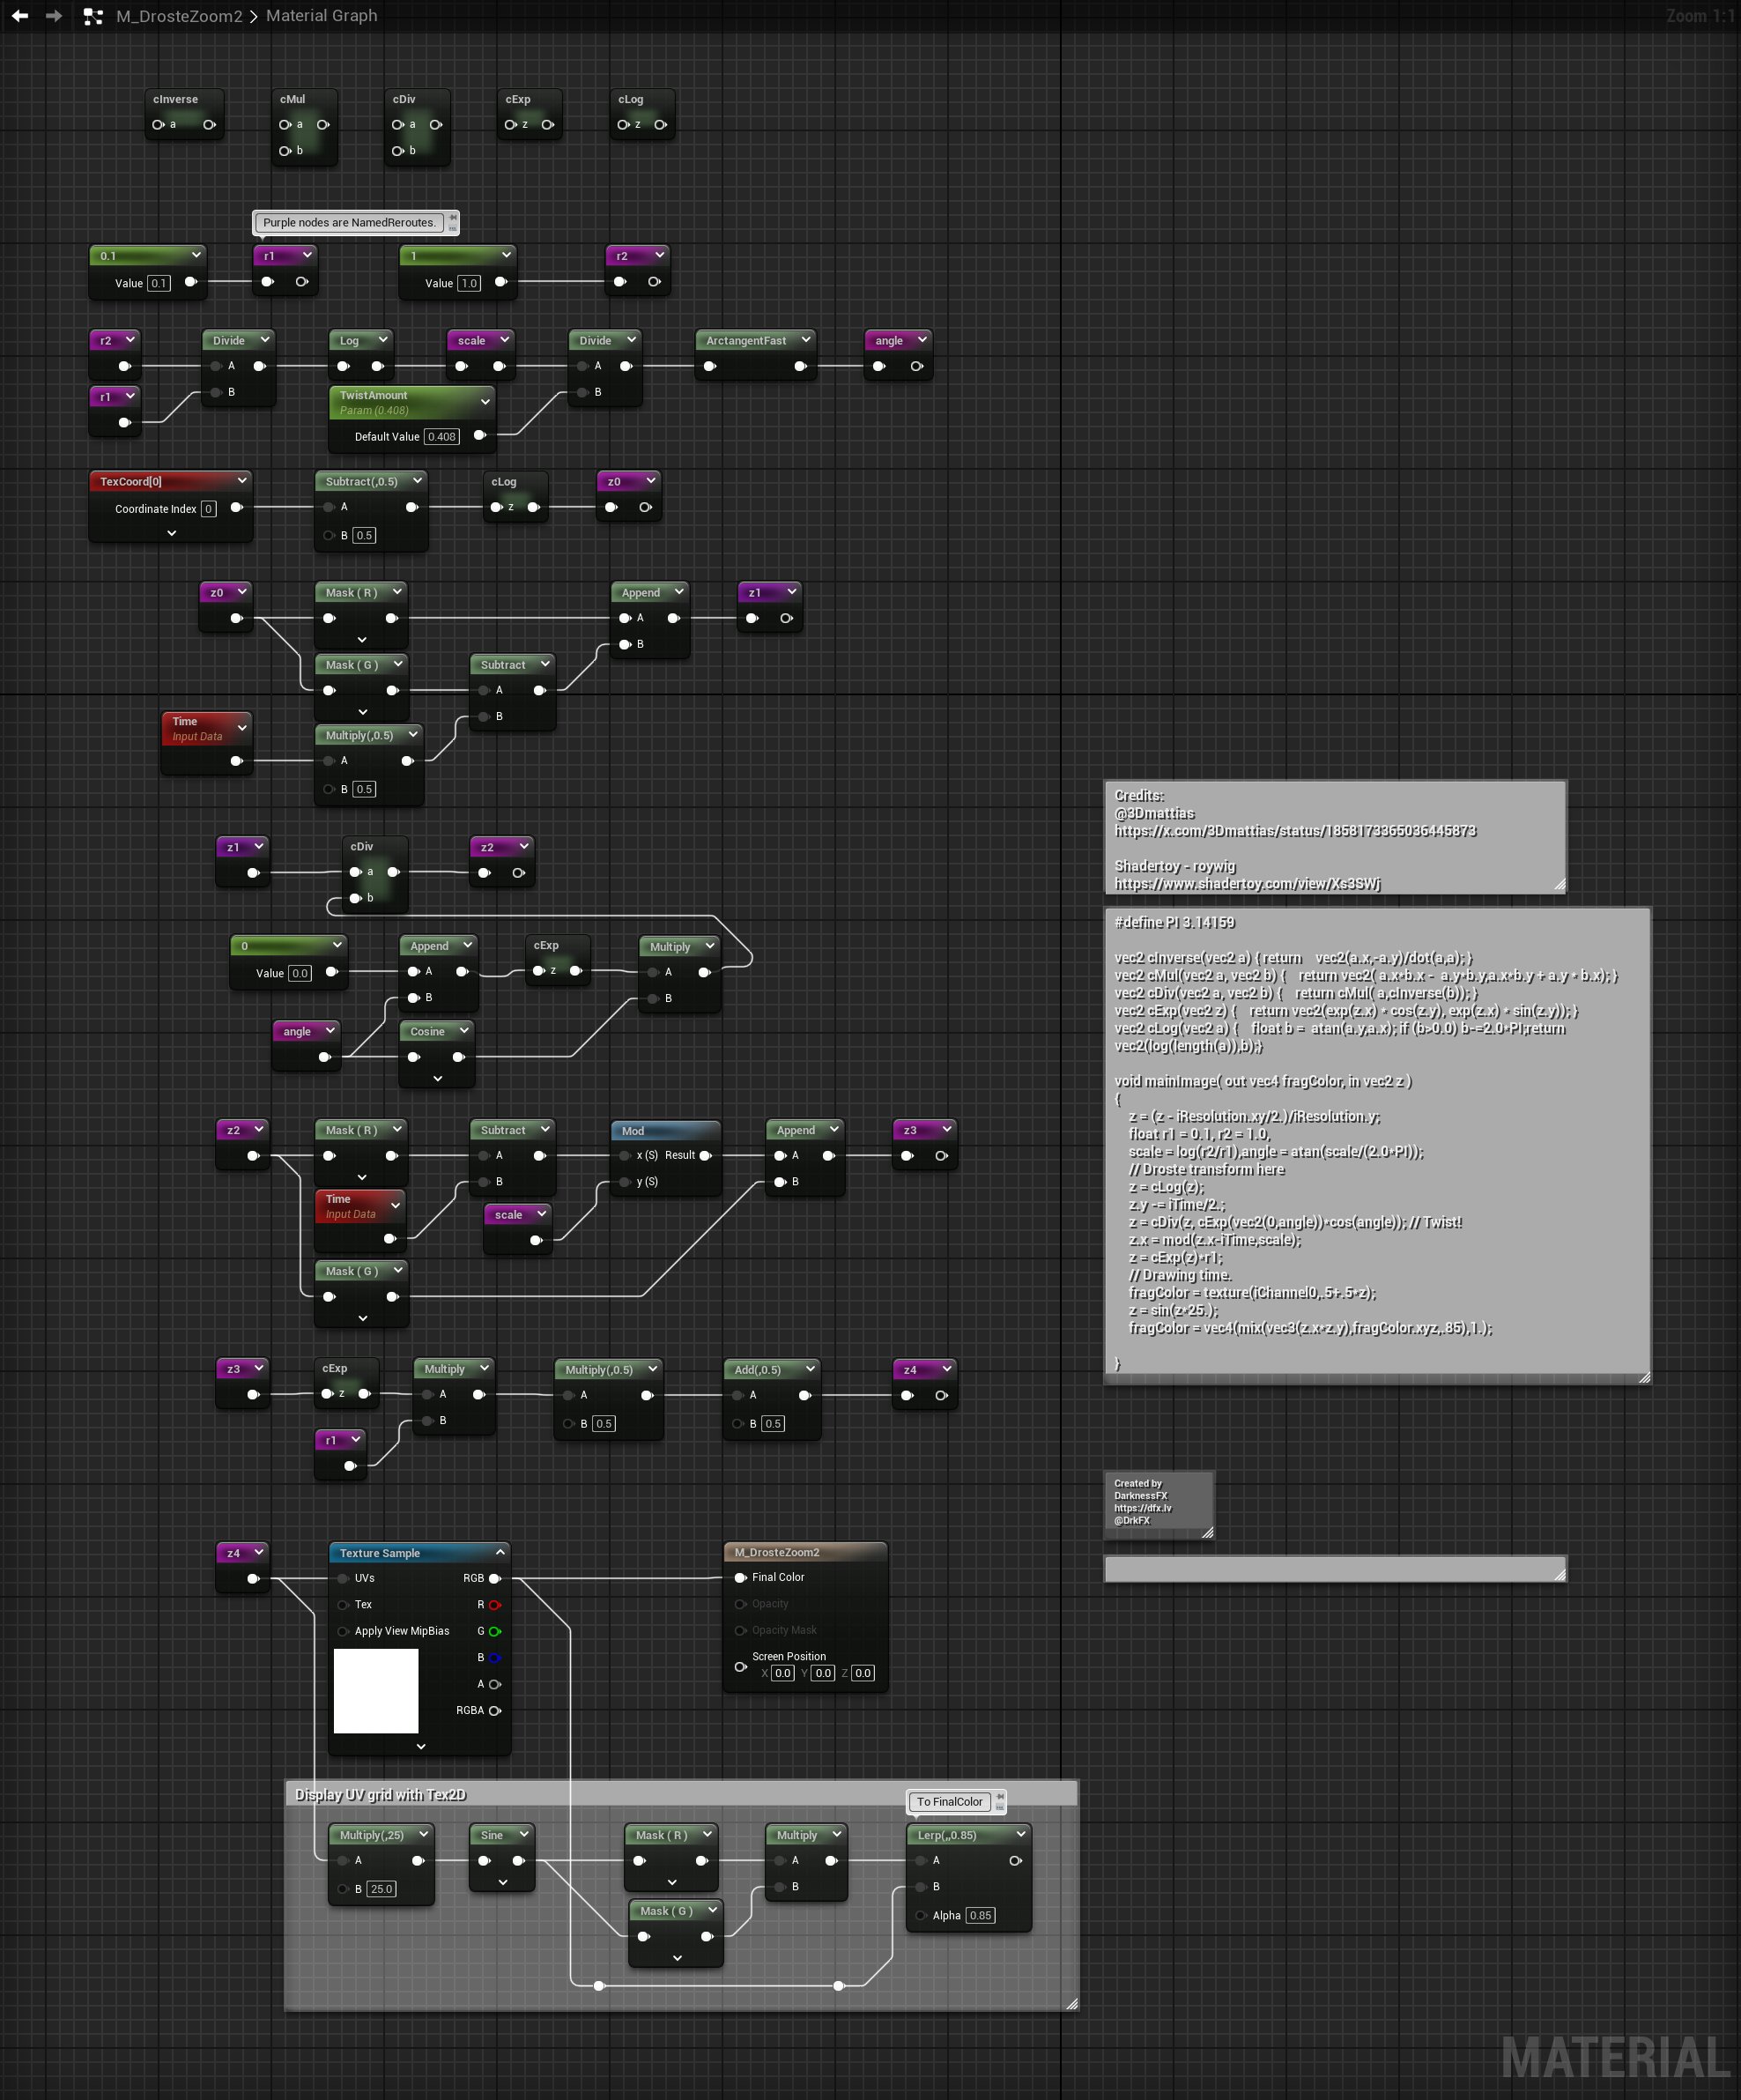 M_DrosteZoom2 > Material Graph
Zoom 1:1
cInverse
a
cMul
a
b
cDiv
a
b
cExp
z
cLog
z
Purple nodes are NamedReroutes.
0.1
Value 0.1
r1
1
Value 1.0
r2
r2
r1
Divide
A
B
Log
scale
TwistAmount
Param (0.408)
Default Value 0.408
Divide
A
B
ArctangentFast
angle
TexCoord[0]
Coordinate Index 0
Subtract(,0.5)
A
B 0.5
cLog
z
z0
z0
Mask ( R )
Append
A
B
z1
Mask ( G )
Subtract
A
B
Time
Input Data
Multiply(,0.5)
A
B 0.5
z1
cDiv
a
b
z2
0
Value 0.0
Append
A
B
cExp
z
Multiply
A
B
angle
Cosine
z2
Mask ( R )
Subtract
A
B
Mod
x (S) Result
y (S)
Append
A
B
z3
Time
Input Data
scale
Mask ( G )
z3
cExp
z
Multiply
A
B
Multiply(,0.5)
A
B 0.5
Add(,0.5)
A
B 0.5
z4
r1
z4
Texture Sample
UVs RGB
Tex R
Apply View MipBias G
B
A
RGBA
M_DrosteZoom2
Final Color
Opacity
Opacity Mask
Screen Position
X 0.0 Y 0.0 Z 0.0
Display UV grid with Tex2D
To FinalColor
Multiply(,25)
A
B 25.0
Sine
Mask ( R )
Mask ( G )
Multiply
A
B
Lerp(,,0.85)
A
B
Alpha 0.85
Credits:
@3Dmattias
https://x.com/3Dmattias/status/1858173365036445873
Shadertoy - roywig
https://www.shadertoy.com/view/Xs3SWj
#define PI 3.14159
vec2 cInverse(vec2 a) { return    vec2(a.x,-a.y)/dot(a,a); }
vec2 cMul(vec2 a, vec2 b) {    return vec2( a.x*b.x -  a.y*b.y,a.x*b.y + a.y * b.x); }
vec2 cDiv(vec2 a, vec2 b) {    return cMul( a,cInverse(b)); }
vec2 cExp(vec2 z) {    return vec2(exp(z.x) * cos(z.y), exp(z.x) * sin(z.y)); }
vec2 cLog(vec2 a) {    float b =  atan(a.y,a.x); if (b>0.0) b-=2.0*PI;return
vec2(log(length(a)),b);}
void mainImage( out vec4 fragColor, in vec2 z )
{
z = (z - iResolution.xy/2.)/iResolution.y;
float r1 = 0.1, r2 = 1.0,
scale = log(r2/r1),angle = atan(scale/(2.0*PI));
// Droste transform here
z = cLog(z);
z.y -= iTime/2.;
z = cDiv(z, cExp(vec2(0,angle))*cos(angle)); // Twist!
z.x = mod(z.x-iTime,scale);
z = cExp(z)*r1;
// Drawing time.
fragColor = texture(iChannel0,.5+.5*z);
z = sin(z*25.);
fragColor = vec4(mix(vec3(z.x*z.y),fragColor.xyz,.85),1.);
}
Created by
DarknessFX
https://dfx.lv
@DrkFX
MATERIAL